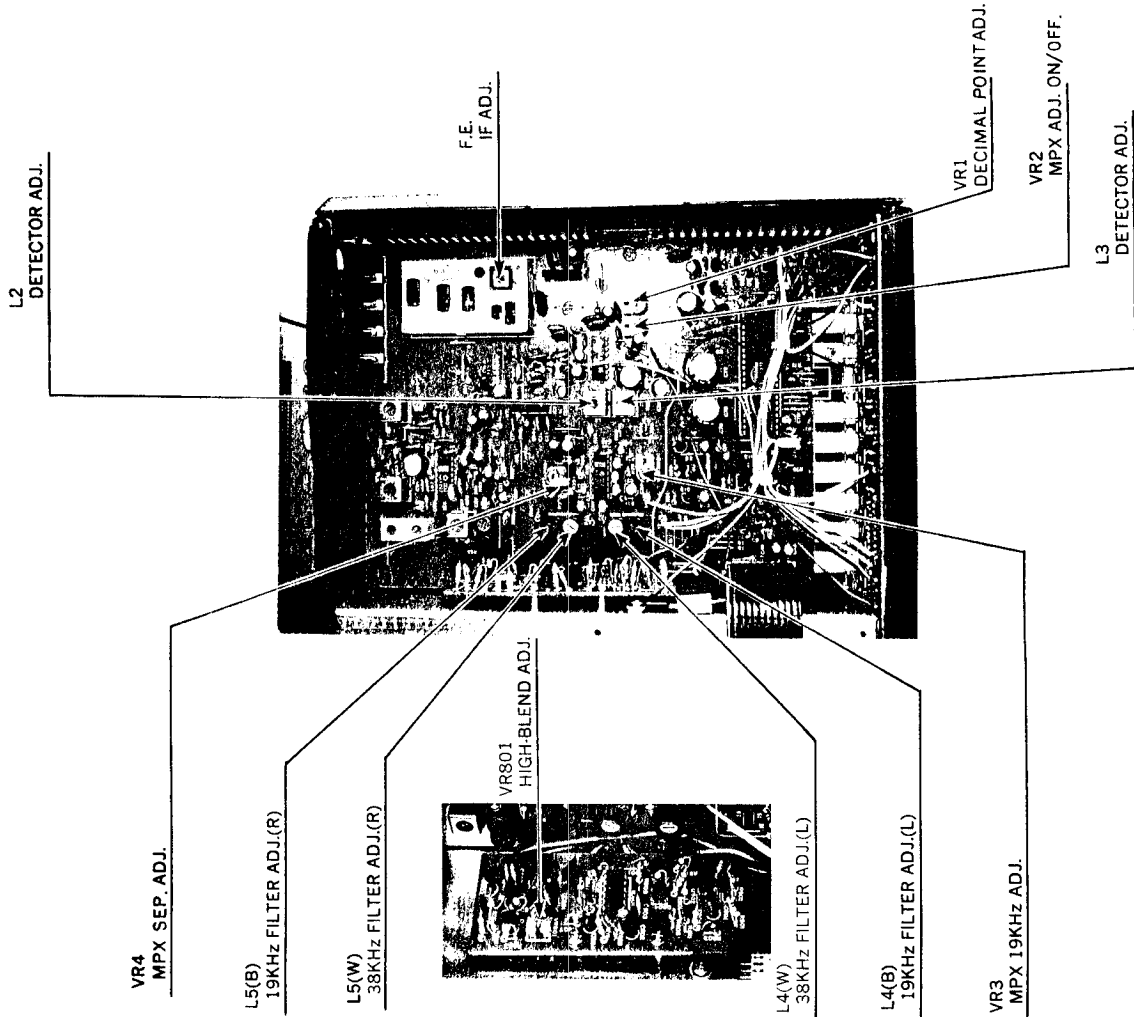 L2
DETECTOR ADJ.
F.E.
IF ADJ.
VR1
DECIMAL POINT ADJ.
VR2
MPX ADJ. ON/OFF.
L3
DETECTOR ADJ.
VR4
MPX SEP. ADJ.
L5(B)
19KHz FILTER ADJ.(R)
L5(W)
38KHz FILTER ADJ.(R)
VR801
HIGH-BLEND ADJ.
L4(W)
38KHz FILTER ADJ.(L)
L4(B)
19KHz FILTER ADJ.(L)
VR3
MPX 19KHz ADJ.